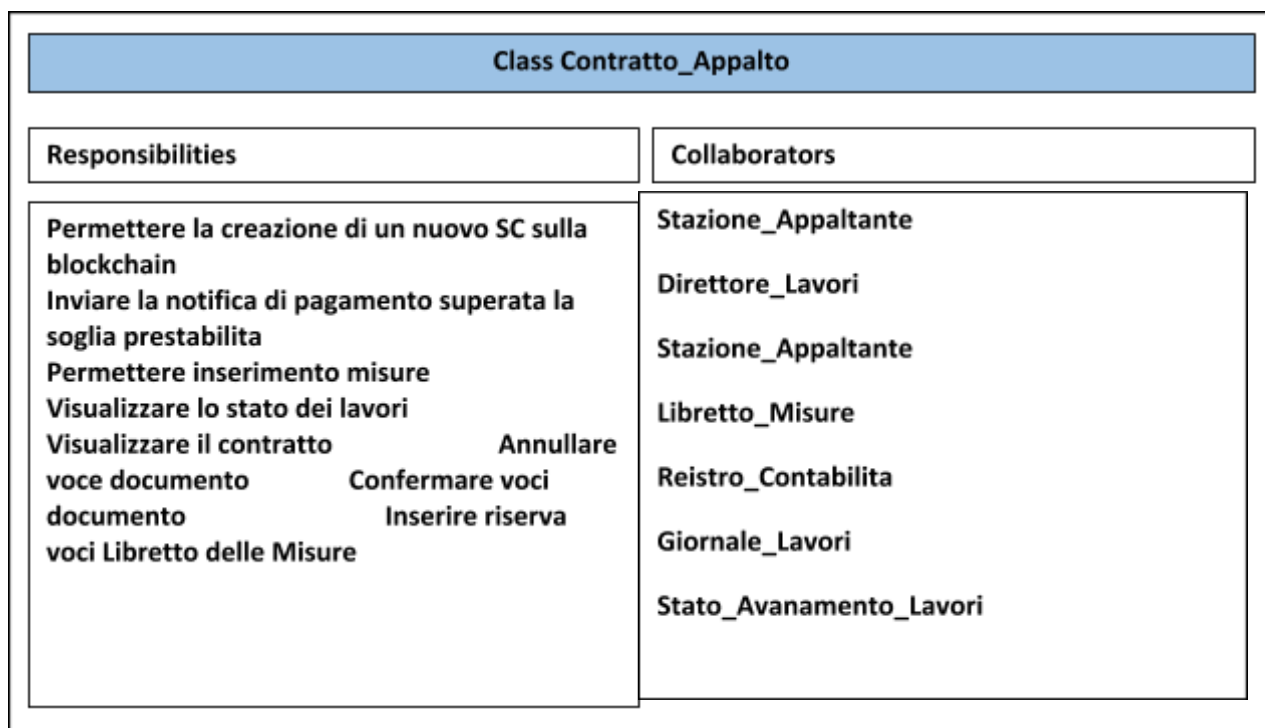 Class Contratto_Appalto
Responsibilities
Collaborators
Permettere la creazione di un nuovo SC sulla
blockchain
Inviare la notifica di pagamento superata la
soglia prestabilita
Permettere inserimento misure
Visualizzare lo stato dei lavori
Visualizzare il contratto Annullare
voce documento Confermare voci
documento Inserire riserva
voci Libretto delle Misure
Stazione_Appaltante
Direttore_Lavori
Stazione_Appaltante
Libretto_Misure
Reistro_Contabilita
Giornale_Lavori
Stato_Avanamento_Lavori